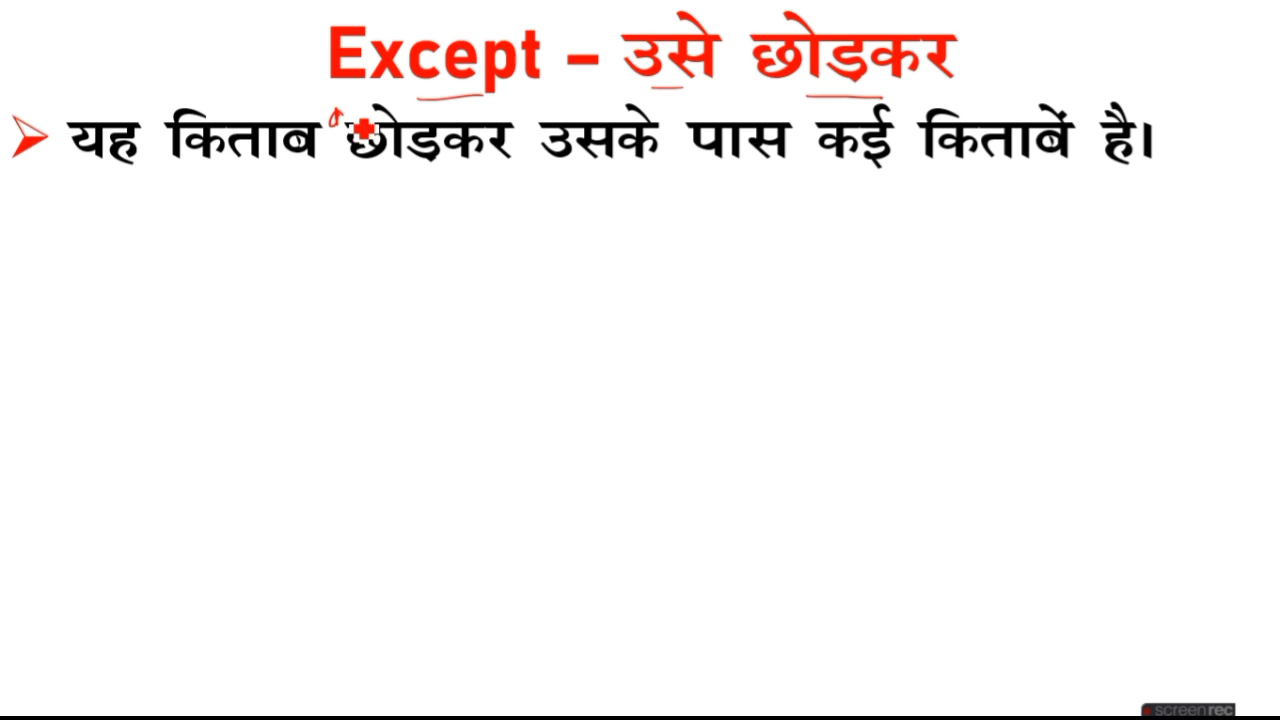 Except – उसे छोड़कर
➢ यह किताब छोड़कर उसके पास कई किताबें है।
screenrec